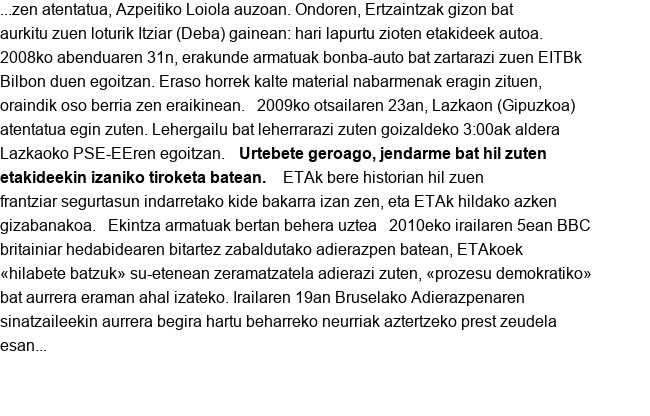 ...zen atentatua, Azpeitiko Loiola auzoan. Ondoren, Ertzaintzak gizon bat
aurkitu zuen loturik Itziar (Deba) gainean: hari lapurtu zioten etakideek autoa.
2008ko abenduaren 31n, erakunde armatuak bonba-auto bat zartarazi zuen EITBk
Bilbon duen egoitzan. Eraso horrek kalte material nabarmenak eragin zituen,
oraindik oso berria zen eraikinean. 2009ko otsailaren 23an, Lazkaon (Gipuzkoa)
atentatua egin zuten. Lehergailu bat leherrarazi zuten goizaldeko 3:00ak aldera
Lazkaoko PSE-EEren egoitzan. Urtebete geroago, jendarme bat hil zuten
etakideekin izaniko tiroketa batean. ETAk bere historian hil zuen
frantziar segurtasun indarretako kide bakarra izan zen, eta ETAk hildako azken
gizabanakoa. Ekintza armatuak bertan behera uztea 2010eko irailaren 5ean BBC
britainiar hedabidearen bitartez zabaldutako adierazpen batean, ETAkoek
«hilabete batzuk» su-etenean zeramatzatela adierazi zuten, «prozesu demokratiko»
bat aurrera eraman ahal izateko. Irailaren 19an Bruselako Adierazpenaren
sinatzaileekin aurrera begira hartu beharreko neurriak aztertzeko prest zeudela
esan...